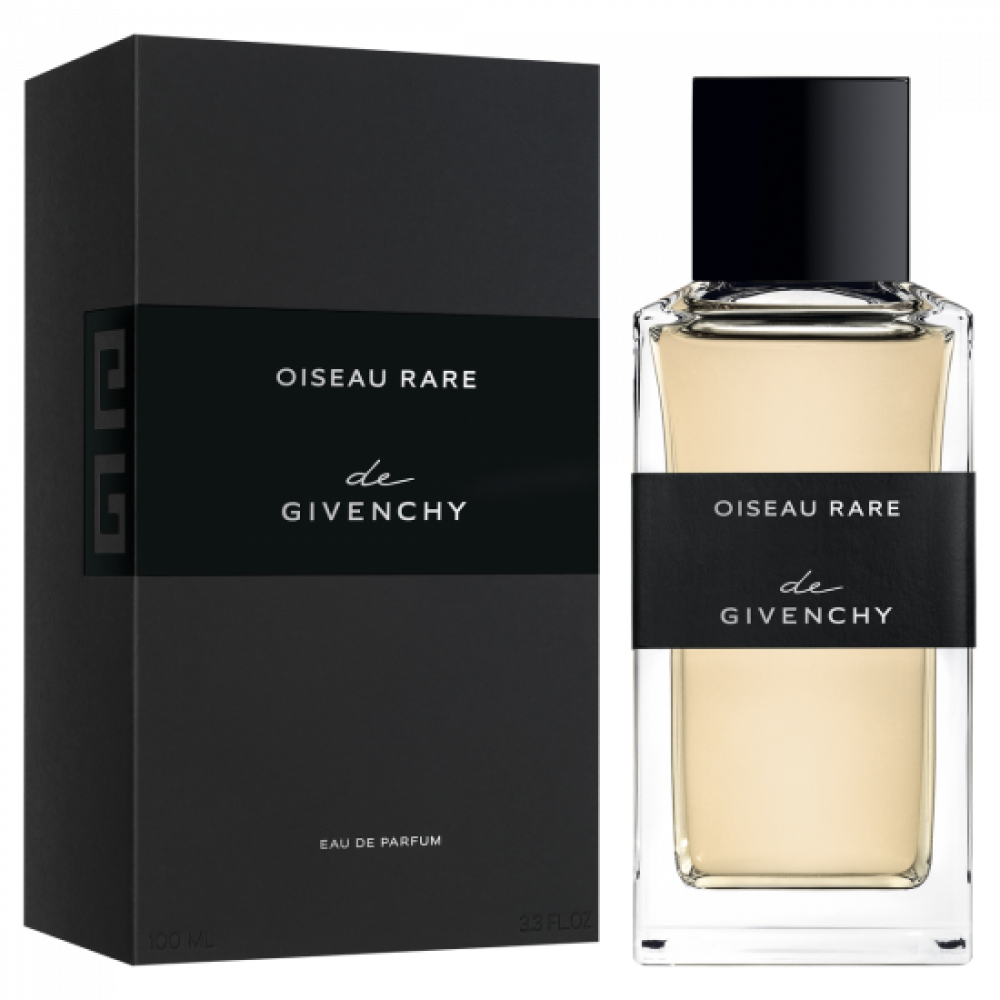 OISEAU RARE
de
GIVENCHY
EAU DE PARFUM
100 ML
3.3 FL.OZ
OISEAU RARE
de
GIVENCHY